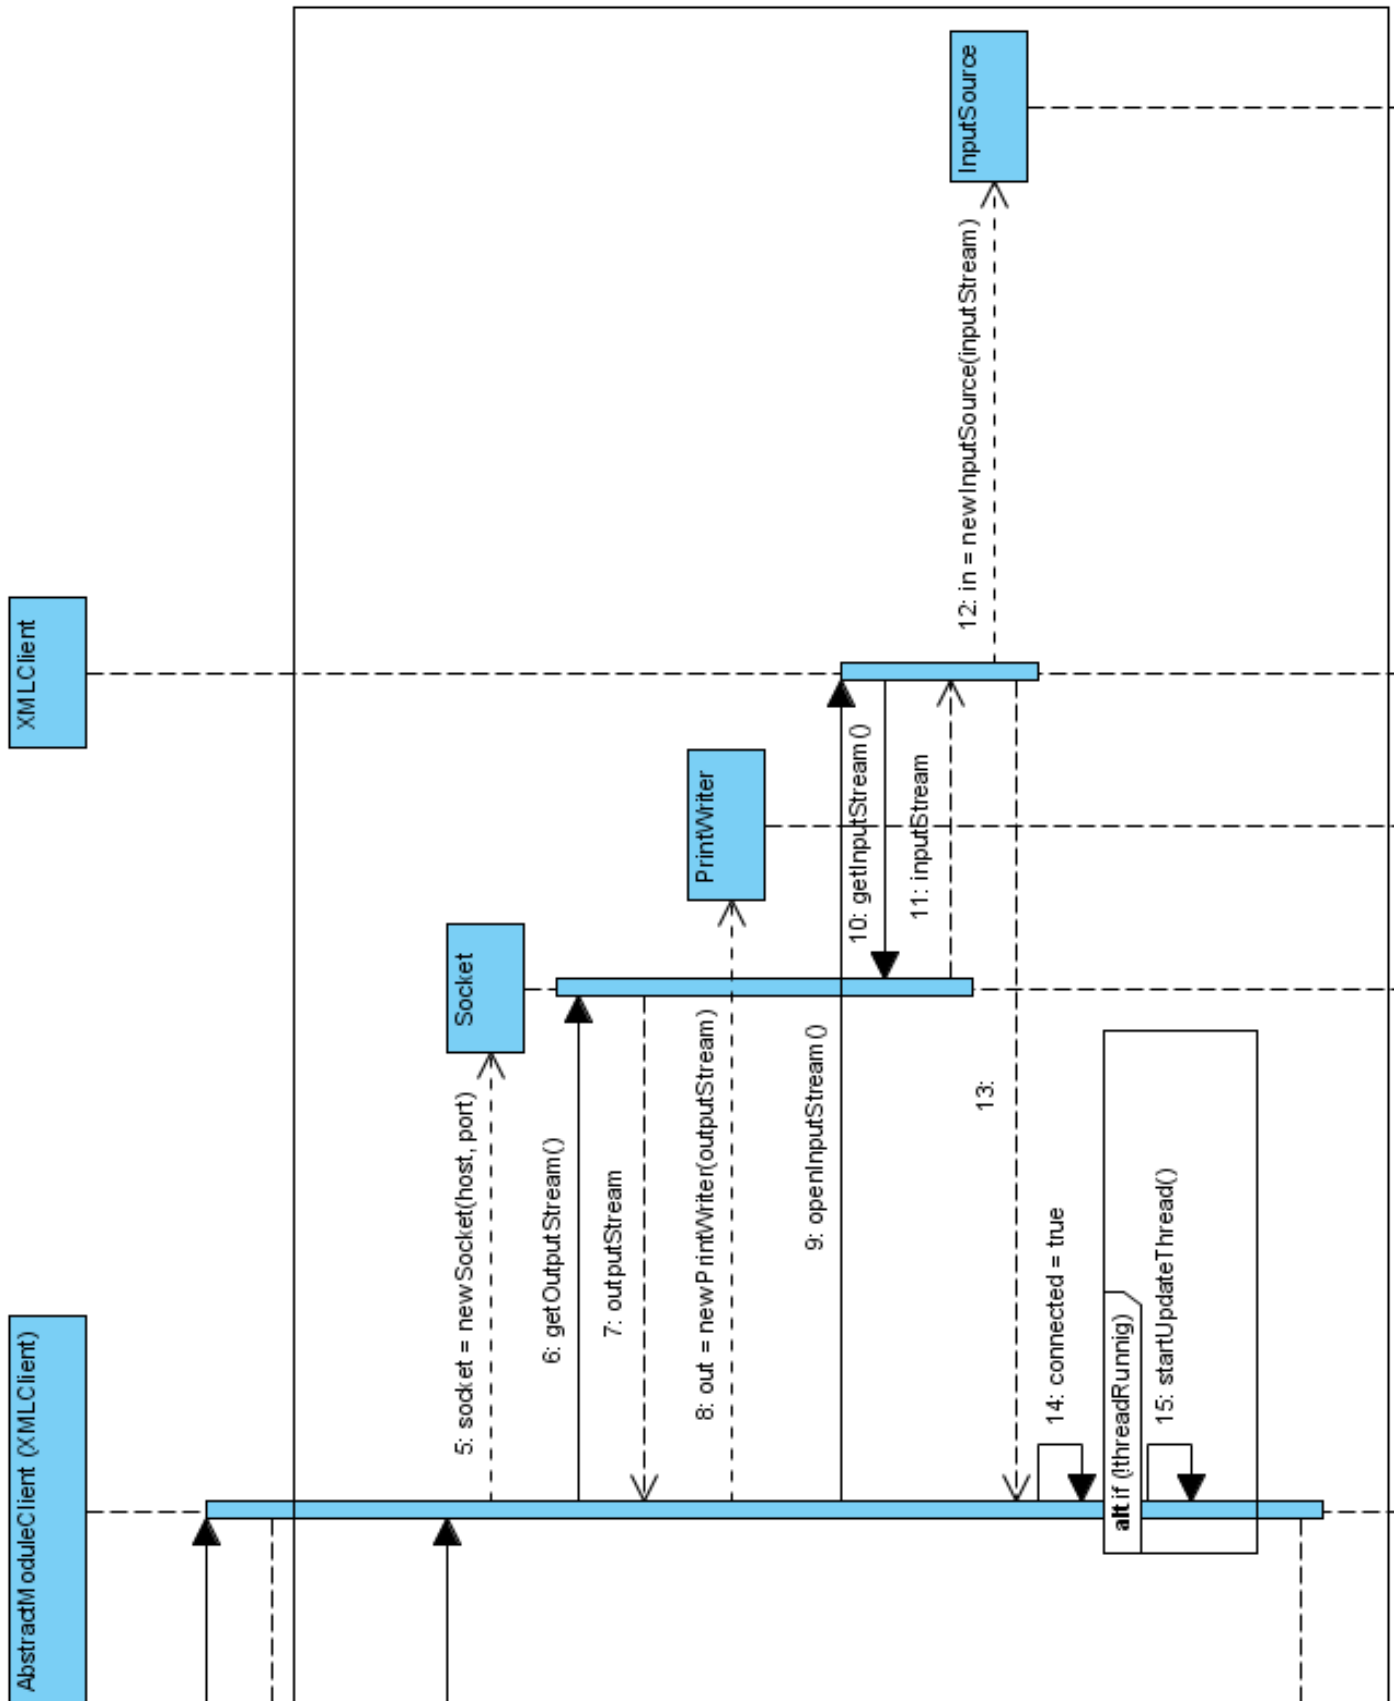 AbstractModuleClient (XMLClient)
XMLClient
InputSource
Socket
PrintWriter
5: socket = newSocket(host, port)
6: getOutputStream()
7: outputStream
8: out = newPrintWriter(outputStream)
9: openInputStream()
10: getInputStream()
11: inputStream
12: in = newInputSource(inputStream)
13:
14: connected = true
alt if (!threadRunnig)
15: startUpdateThread()